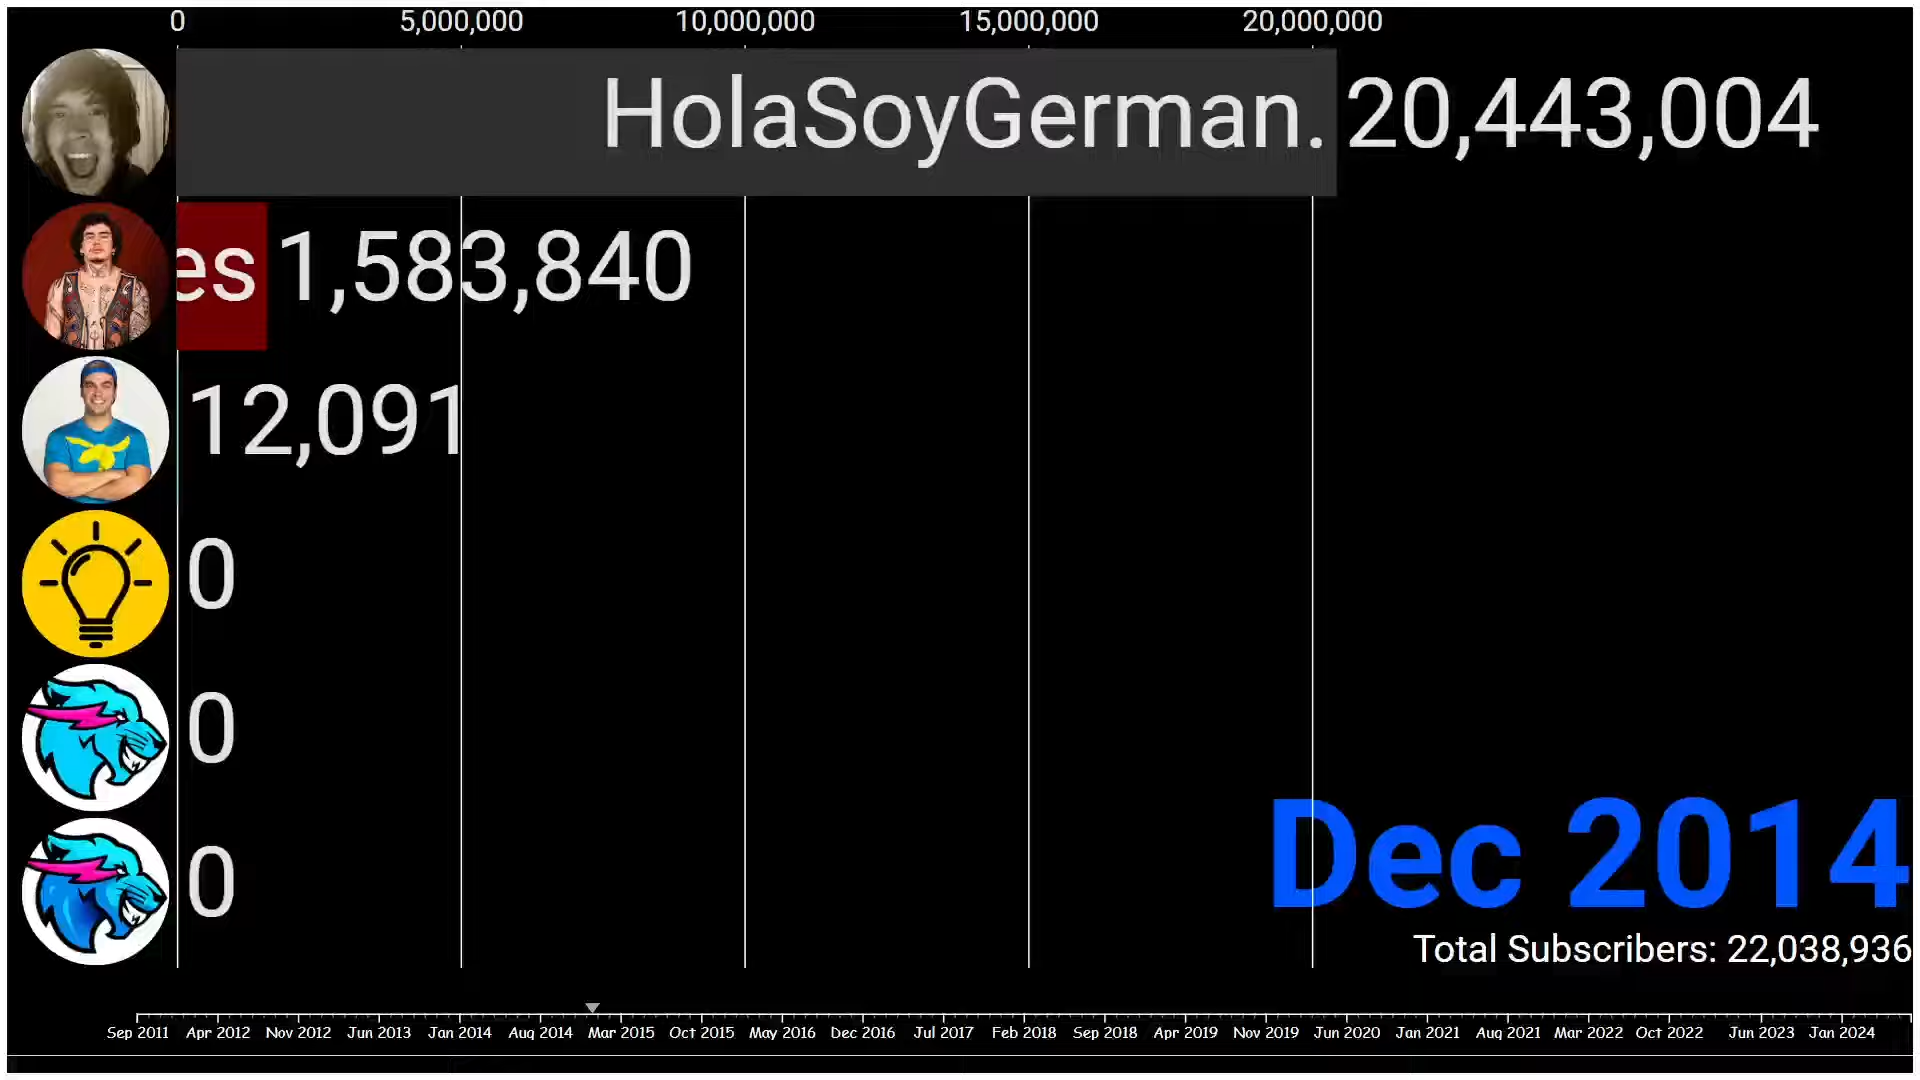 0 5,000,000 10,000,000 15,000,000 20,000,000
HolaSoyGerman. 20,443,004
es 1,583,840
12,091
0
0
0
Dec 2014
Total Subscribers: 22,038,936
Sep 2011 Apr 2012 Nov 2012 Jun 2013 Jan 2014 Aug 2014 Mar 2015 Oct 2015 May 2016 Dec 2016 Jul 2017 Feb 2018 Sep 2018 Apr 2019 Nov 2019 Jun 2020 Jan 2021 Aug 2021 Mar 2022 Oct 2022 Jun 2023 Jan 2024